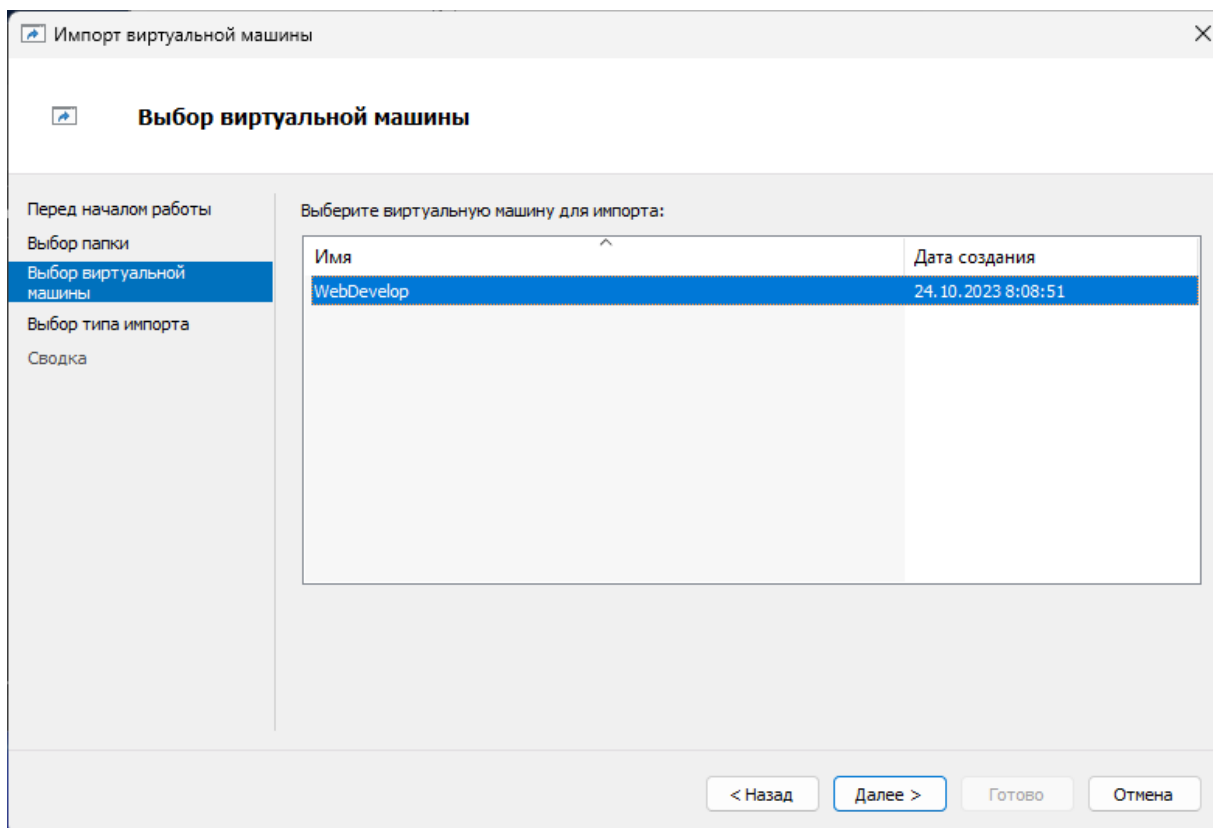 Импорт виртуальной машины
Выбор виртуальной машины
Перед началом работы
Выбор папки
Выбор виртуальной
машины
Выбор типа импорта
Сводка
Выберите виртуальную машину для импорта:
Имя Дата создания
WebDevelop 24.10.2023 8:08:51
< Назад Далее > Готово Отмена